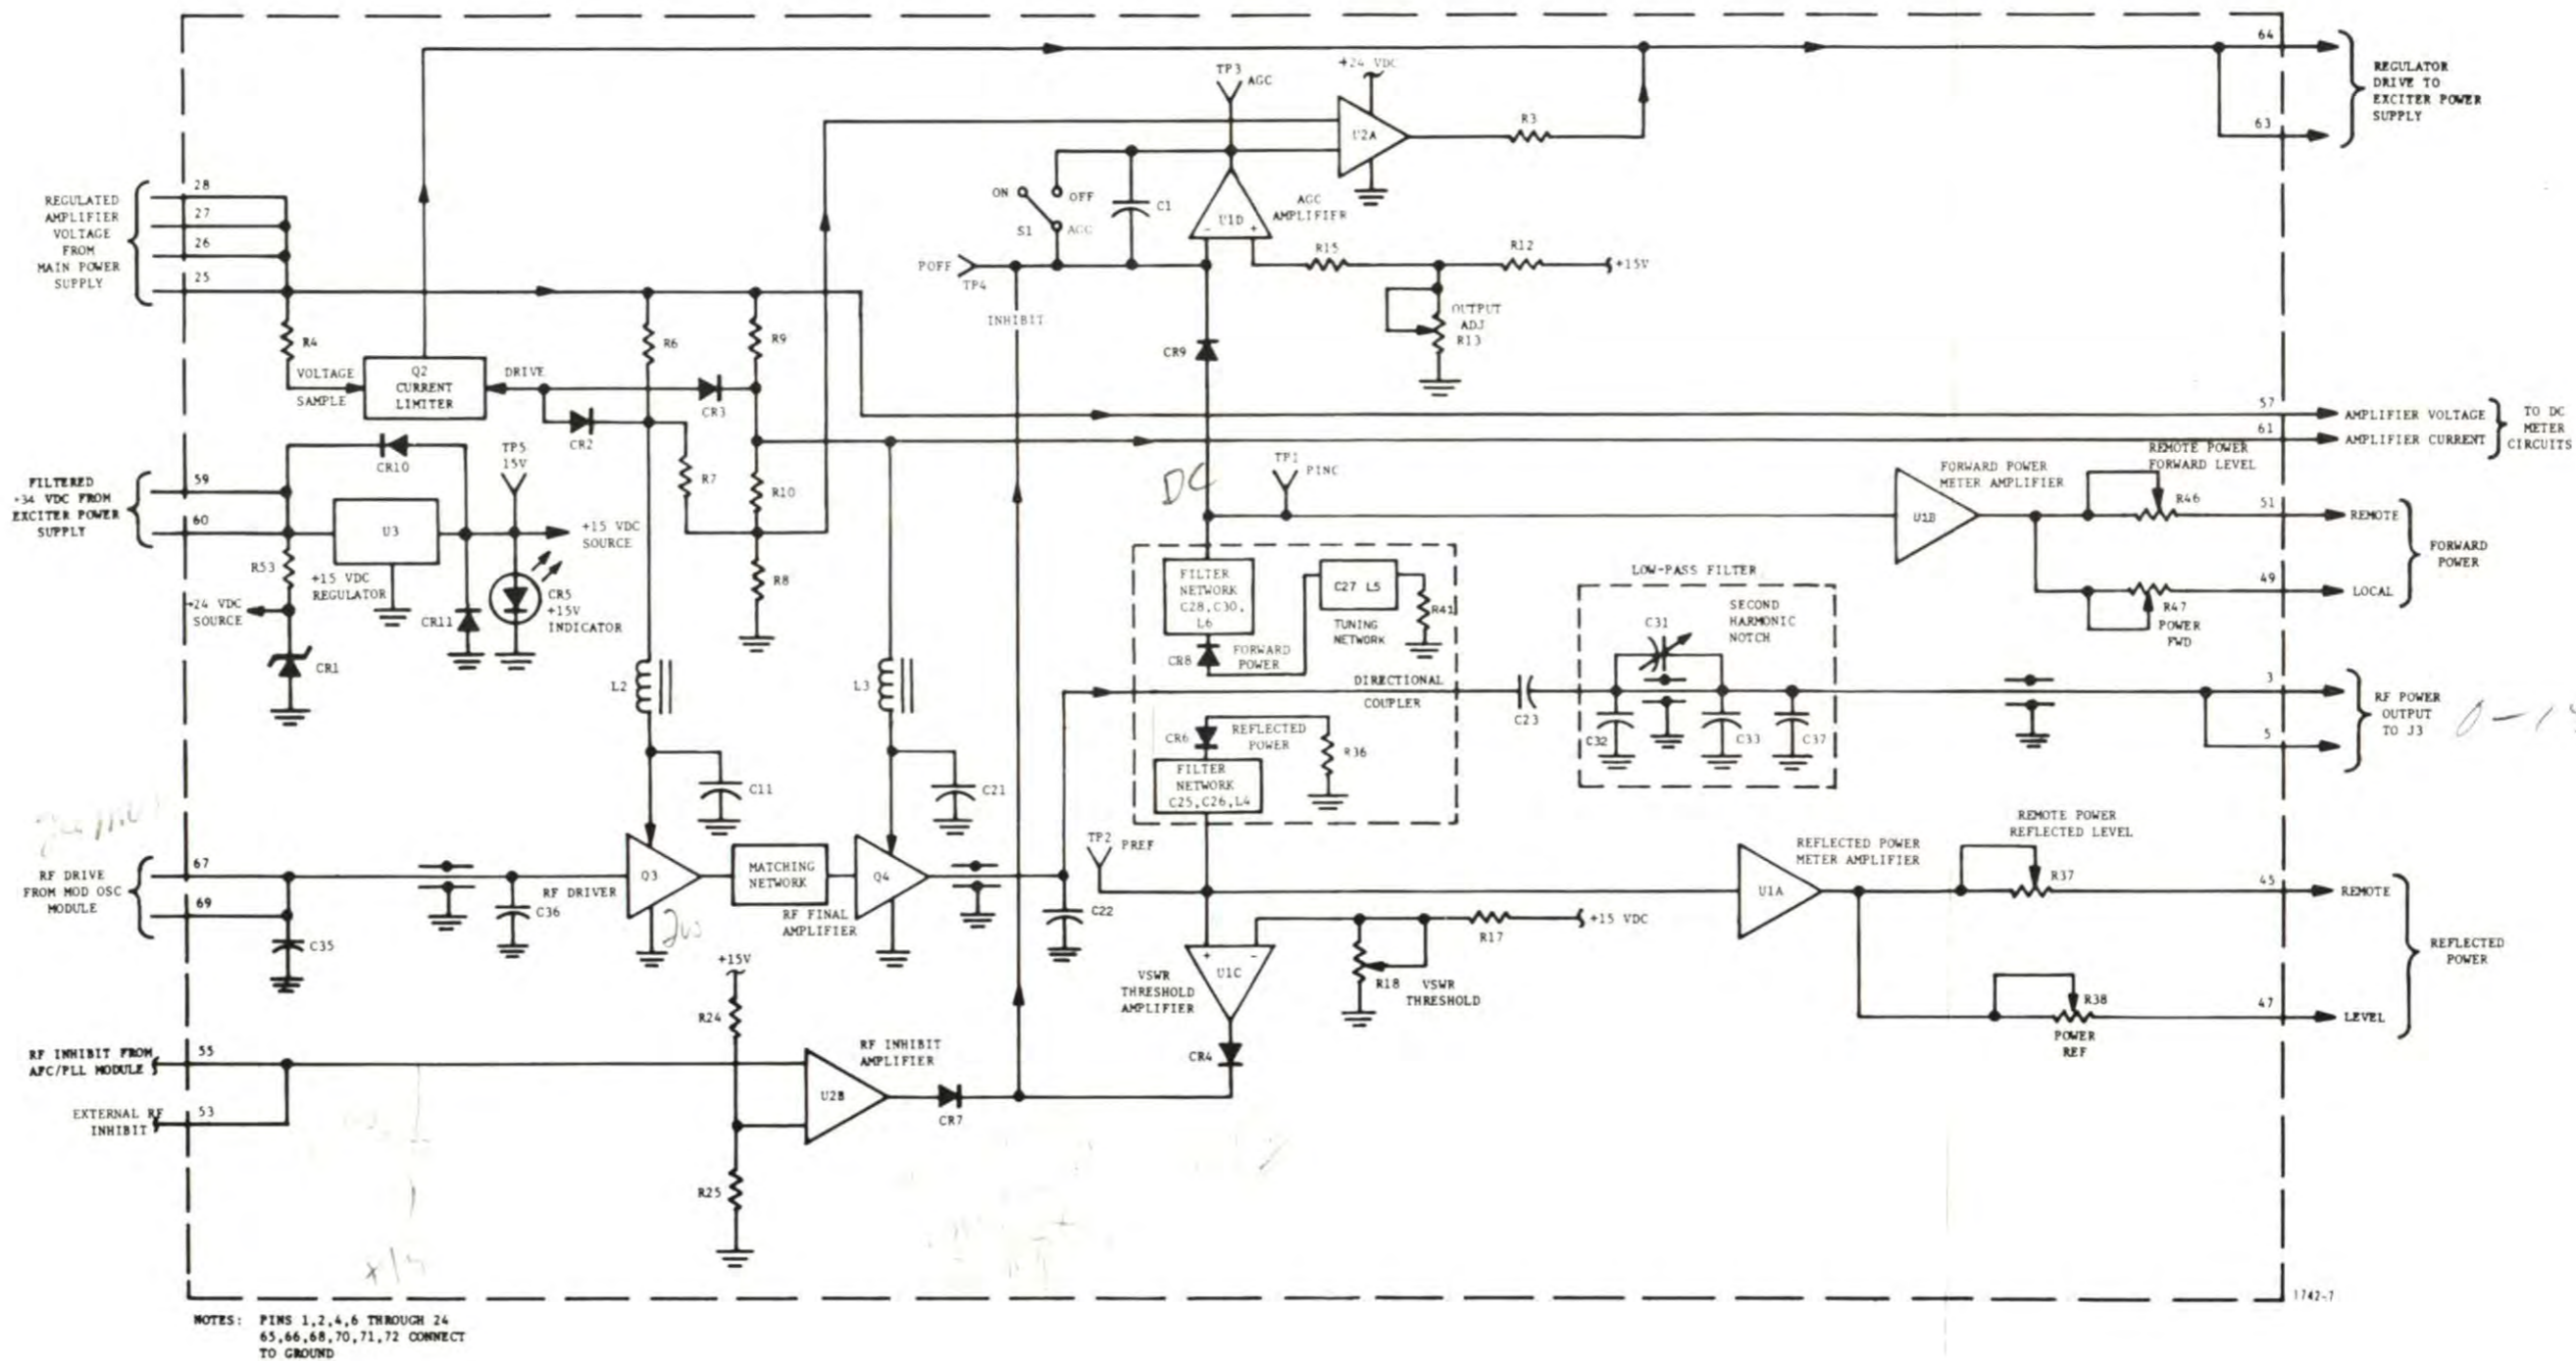 64
REGULATOR
DRIVE TO
EXCITER POWER
SUPPLY
63
TP3
AGC
+24 VDC
U2A
R3
28
27
26
25
REGULATED
AMPLIFIER
VOLTAGE
FROM
MAIN POWER
SUPPLY
ON
OFF
S1
AGC
C1
U1D
- +
AGC
AMPLIFIER
R15
R12
+15V
POFF
TP4
INHIBIT
OUTPUT
ADJ
R13
R4
R6
R9
CR9
VOLTAGE
SAMPLE
Q2
CURRENT
LIMITER
DRIVE
CR3
CR2
57
AMPLIFIER VOLTAGE
61
AMPLIFIER CURRENT
TO DC
METER
CIRCUITS
CR10
TP5
15V
59
60
FILTERED
+34 VDC FROM
EXCITER POWER
SUPPLY
U3
+15 VDC
REGULATOR
+15 VDC
SOURCE
R7
R10
R8
DC
TP1
PINC
FORWARD POWER
METER AMPLIFIER
U1B
REMOTE POWER
FORWARD LEVEL
R46
51
REMOTE
49
LOCAL
R47
POWER
FWD
FORWARD
POWER
R53
+24 VDC
SOURCE
CR11
CR5
+15V
INDICATOR
CR1
FILTER
NETWORK
C28,C30,
L6
C27 L5
TUNING
NETWORK
R41
CR8
FORWARD
POWER
DIRECTIONAL
COUPLER
LOW-PASS FILTER
C31
SECOND
HARMONIC
NOTCH
C23
C32
C33
C37
3
5
RF POWER
OUTPUT
TO J3
L2
L3
CR6
REFLECTED
POWER
R36
FILTER
NETWORK
C25,C26,L4
C11
C21
67
69
RF DRIVE
FROM MOD OSC
MODULE
C35
C36
RF DRIVER
Q3
MATCHING
NETWORK
RF FINAL
AMPLIFIER
Q4
C22
TP2
PREF
REFLECTED POWER
METER AMPLIFIER
U1A
REMOTE POWER
REFLECTED LEVEL
R37
45
REMOTE
R38
POWER
REF
47
LEVEL
REFLECTED
POWER
+ -
U1C
VSWR
THRESHOLD
AMPLIFIER
R18
VSWR
THRESHOLD
R17
+15 VDC
+15V
R24
R25
CR4
RF INHIBIT FROM
AFC/PLL MODULE
55
EXTERNAL RF
INHIBIT
53
RF INHIBIT
AMPLIFIER
U2B
CR7
1742-7
NOTES: PINS 1,2,4,6 THROUGH 24
65,66,68,70,71,72 CONNECT
TO GROUND